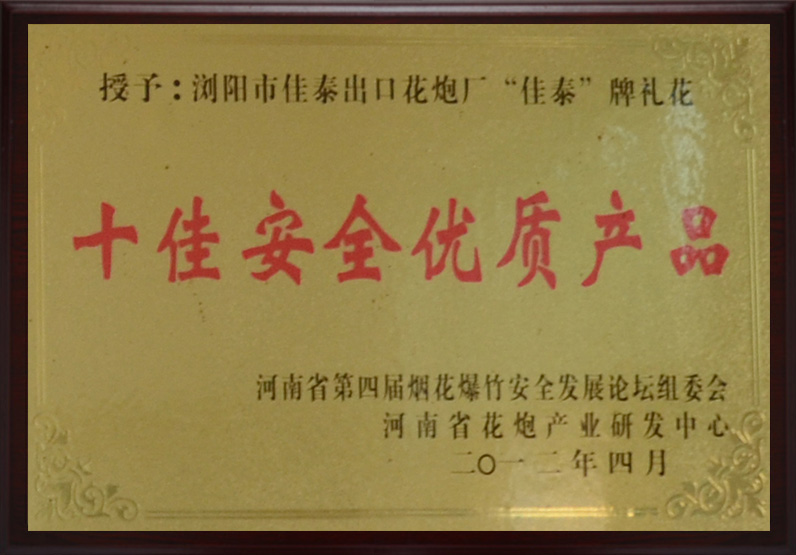 授予：浏阳市佳泰出口花炮厂“佳泰”牌礼花
十佳安全优质产品
河南省第四届烟花爆竹安全发展论坛组委会
河南省花炮产业研发中心
二〇一二年四月